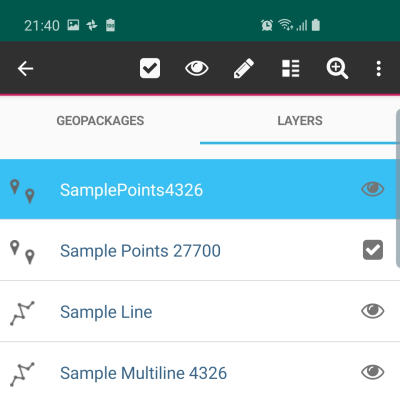 21:40
GEOPACKAGES LAYERS
SamplePoints4326
Sample Points 27700
Sample Line
Sample Multiline 4326